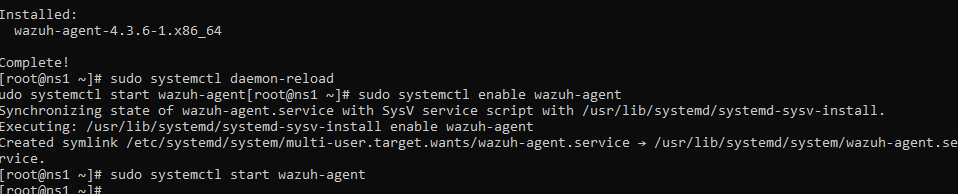 Installed:
  wazuh-agent-4.3.6-1.x86_64
Complete!
[root@ns1 ~]# sudo systemctl daemon-reload
udo systemctl start wazuh-agent[root@ns1 ~]# sudo systemctl enable wazuh-agent
Synchronizing state of wazuh-agent.service with SysV service script with /usr/lib/systemd/systemd-sysv-install.
Executing: /usr/lib/systemd/systemd-sysv-install enable wazuh-agent
Created symlink /etc/systemd/system/multi-user.target.wants/wazuh-agent.service → /usr/lib/systemd/system/wazuh-agent.se
rvice.
[root@ns1 ~]# sudo systemctl start wazuh-agent
[root@ns1 ~]#